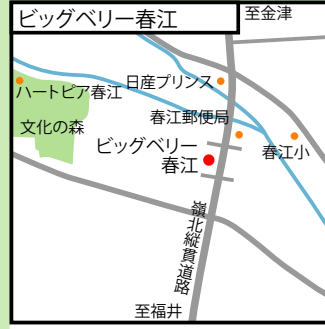 ビッグベリー春江
至金津
日産プリンス
ハートピア春江
春江郵便局
文化の森
ビッグベリー
春江
春江小
嶺北縦貫道路
至福井